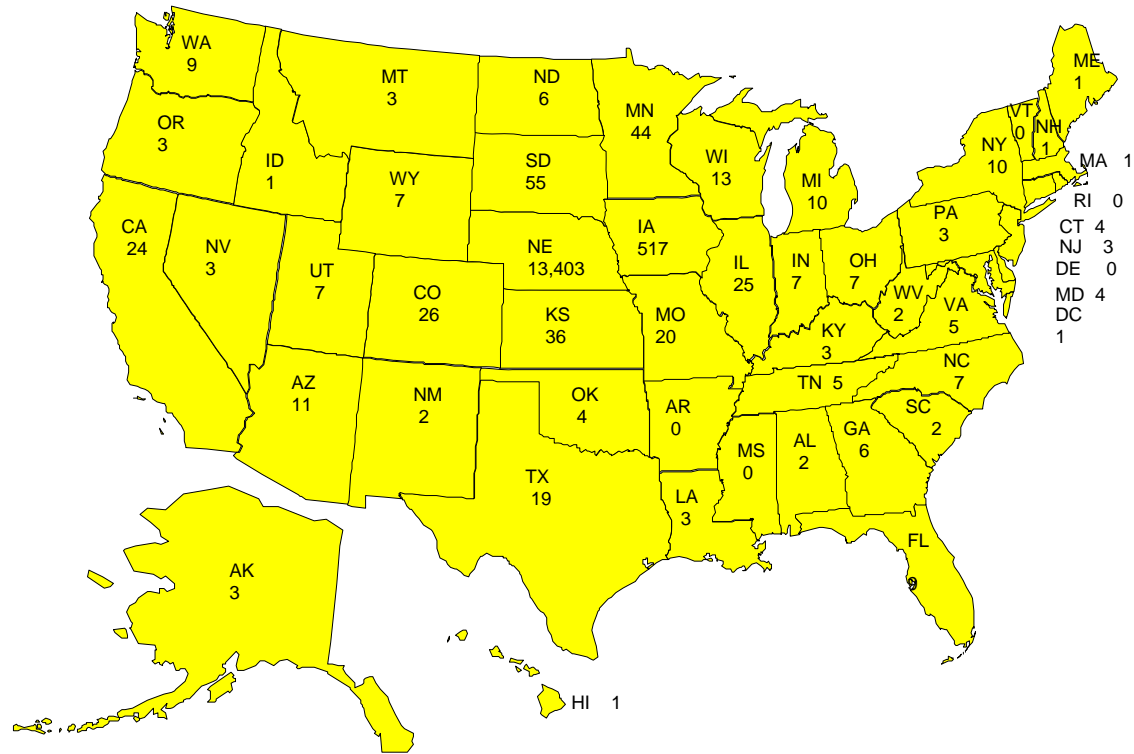 WA
9
MT
3
ND
6
MN
44
ME
1
VT
0
NH
1
OR
3
ID
1
WY
7
SD
55
WI
13
MI
10
NY
10
MA 1
RI 0
CT 4
NJ 3
DE 0
MD 4
DC
1
CA
24
NV
3
UT
7
CO
26
NE
13,403
IA
517
IL
25
IN
7
OH
7
PA
3
WV
2
VA
5
KS
36
MO
20
KY
3
AZ
11
NM
2
OK
4
AR
0
TN 5
NC
7
SC
2
MS
0
AL
2
GA
6
TX
19
LA
3
FL
9
AK
3
HI 1